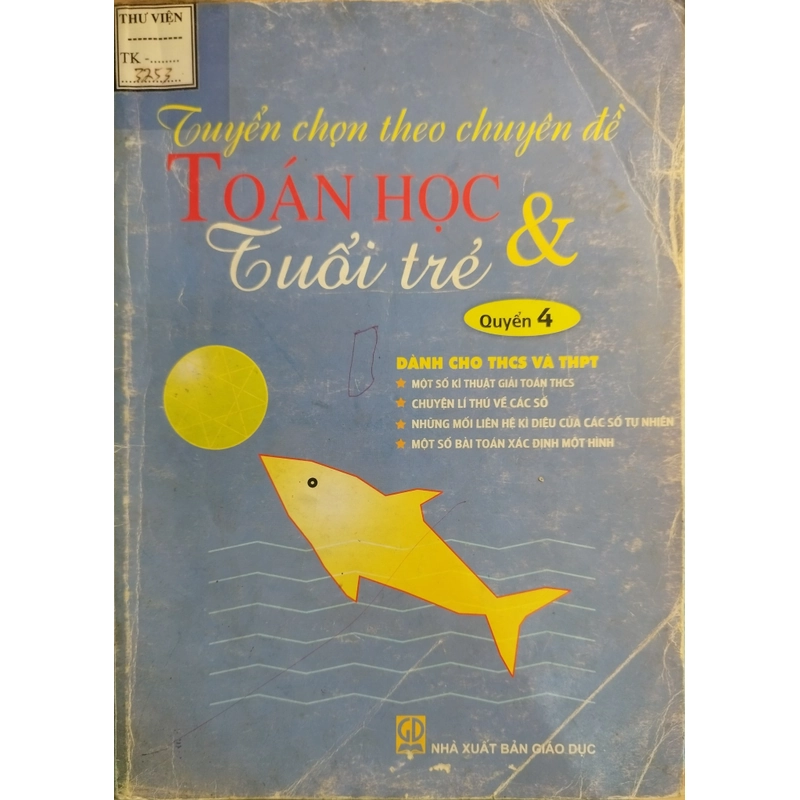 THƯ VIỆN
TK -........
3253
Tuyển chọn theo chuyên đề
TOÁN HỌC
&
Tuổi trẻ
Quyển 4
DÀNH CHO THCS VÀ THPT
MỘT SỐ KĨ THUẬT GIẢI TOÁN THCS
CHUYỆN LÍ THÚ VỀ CÁC SỐ
NHỮNG MỐI LIÊN HỆ KÌ DIỆU CỦA CÁC SỐ TỰ NHIÊN
MỘT SỐ BÀI TOÁN XÁC ĐỊNH MỘT HÌNH
GD
NHÀ XUẤT BẢN GIÁO DỤC